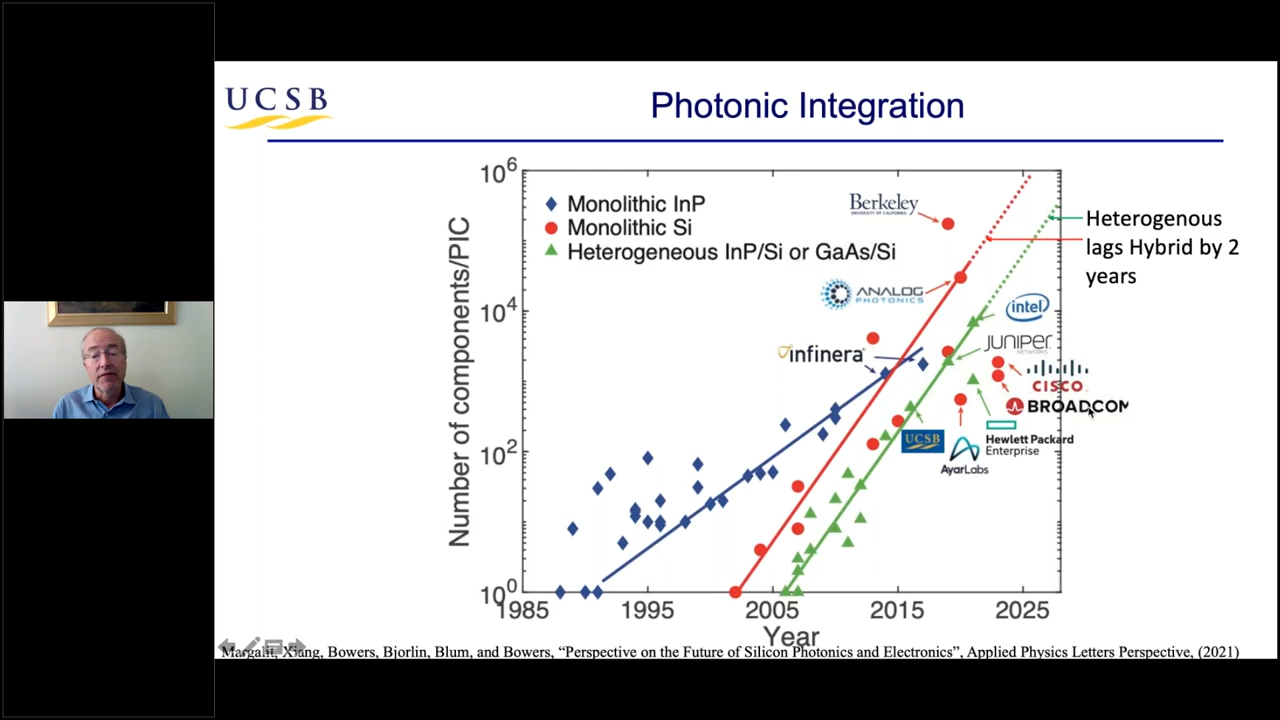 UCSB
Photonic Integration
Number of components/PIC
10^6
10^4
10^2
10^0
Monolithic InP
Monolithic Si
Heterogeneous InP/Si or GaAs/Si
Berkeley
UNIVERSITY OF CALIFORNIA
ANALOG
PHOTONICS
infinera
Heterogenous
lags Hybrid by 2
years
intel
JUNIPER
NETWORKS
CISCO
BROADCOM
UCSB
AyarLabs
Hewlett Packard
Enterprise
1985
1995
2005
2015
2025
Year
Margalit, Xiang, Bowers, Bjorlin, Blum, and Bowers, “Perspective on the Future of Silicon Photonics and Electronics”, Applied Physics Letters Perspective, (2021)